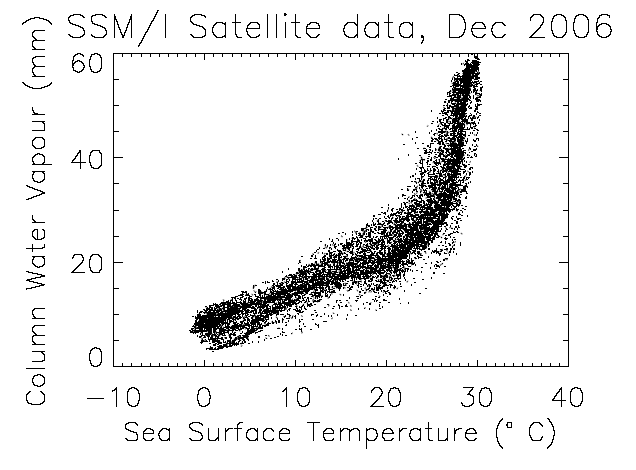 SSM/I Satellite data, Dec 2006
Column Water Vapour (mm)
60
40
20
0
-10 0 10 20 30 40
Sea Surface Temperature (° C)